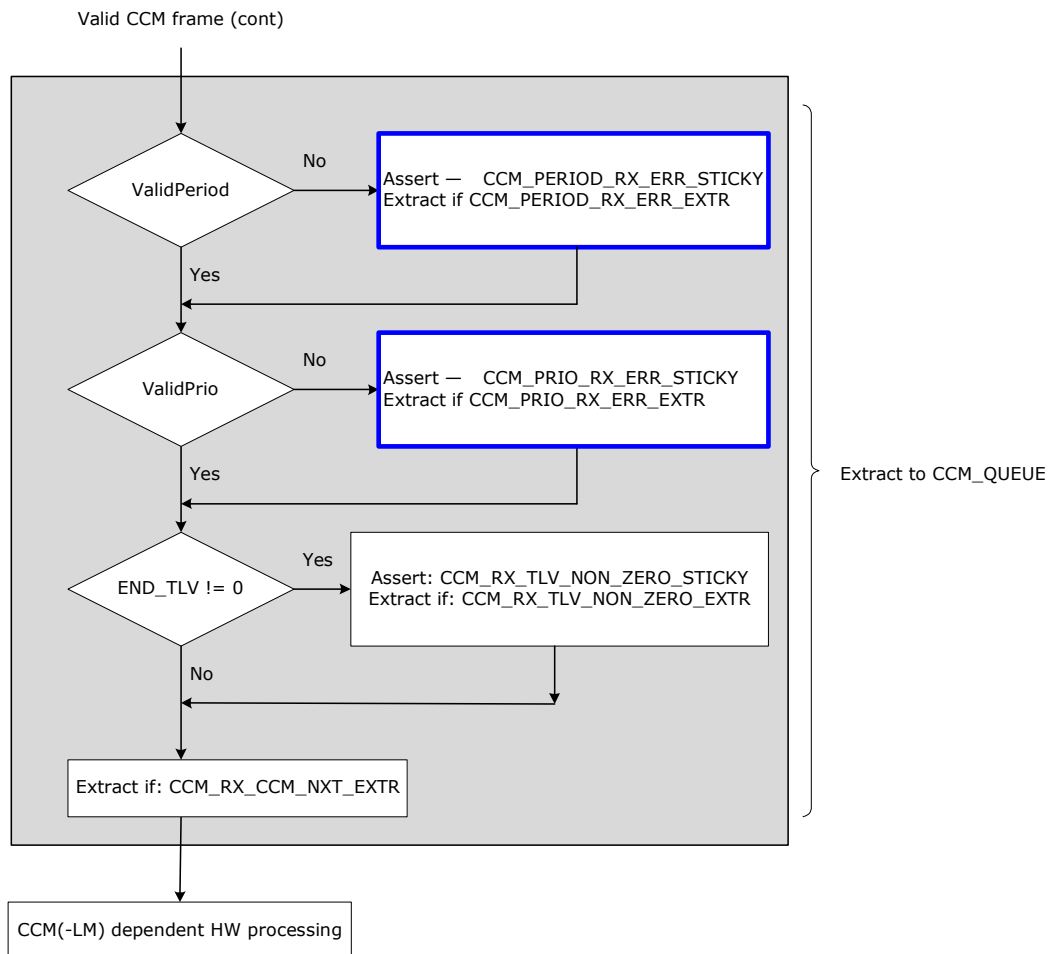 Valid CCM frame (cont)
ValidPeriod
No
Assert — CCM_PERIOD_RX_ERR_STICKY
Extract if CCM_PERIOD_RX_ERR_EXTR
Yes
ValidPrio
No
Assert — CCM_PRIO_RX_ERR_STICKY
Extract if CCM_PRIO_RX_ERR_EXTR
Extract to CCM_QUEUE
Yes
END_TLV != 0
Yes
Assert: CCM_RX_TLV_NON_ZERO_STICKY
Extract if: CCM_RX_TLV_NON_ZERO_EXTR
No
Extract if: CCM_RX_CCM_NXT_EXTR
CCM(-LM) dependent HW processing